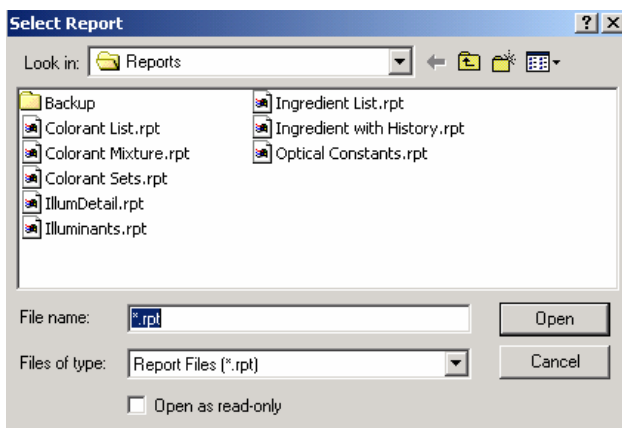 Select Report
Look in: Reports
Backup
Colorant List.rpt
Colorant Mixture.rpt
Colorant Sets.rpt
IllumDetail.rpt
Illuminants.rpt
Ingredient List.rpt
Ingredient with History.rpt
Optical Constants.rpt
File name: *.rpt
Open
Files of type: Report Files (*.rpt)
Cancel
Open as read-only